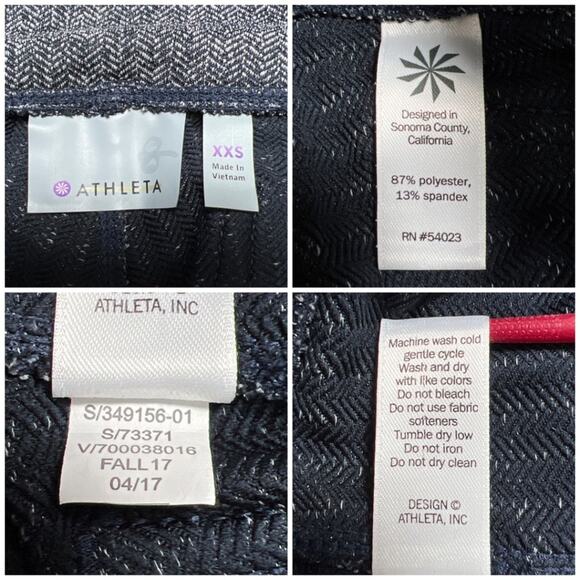 ATHLETA
XXS
Made In
Vietnam
Designed in
Sonoma County,
California
87% polyester,
13% spandex
RN #54023
ATHLETA, INC
S/349156-01
S/73371
V/700038016
FALL17
04/17
Machine wash cold
gentle cycle
Wash and dry
with like colors
Do not bleach
Do not use fabric
softeners
Tumble dry low
Do not iron
Do not dry clean
DESIGN ©
ATHLETA, INC